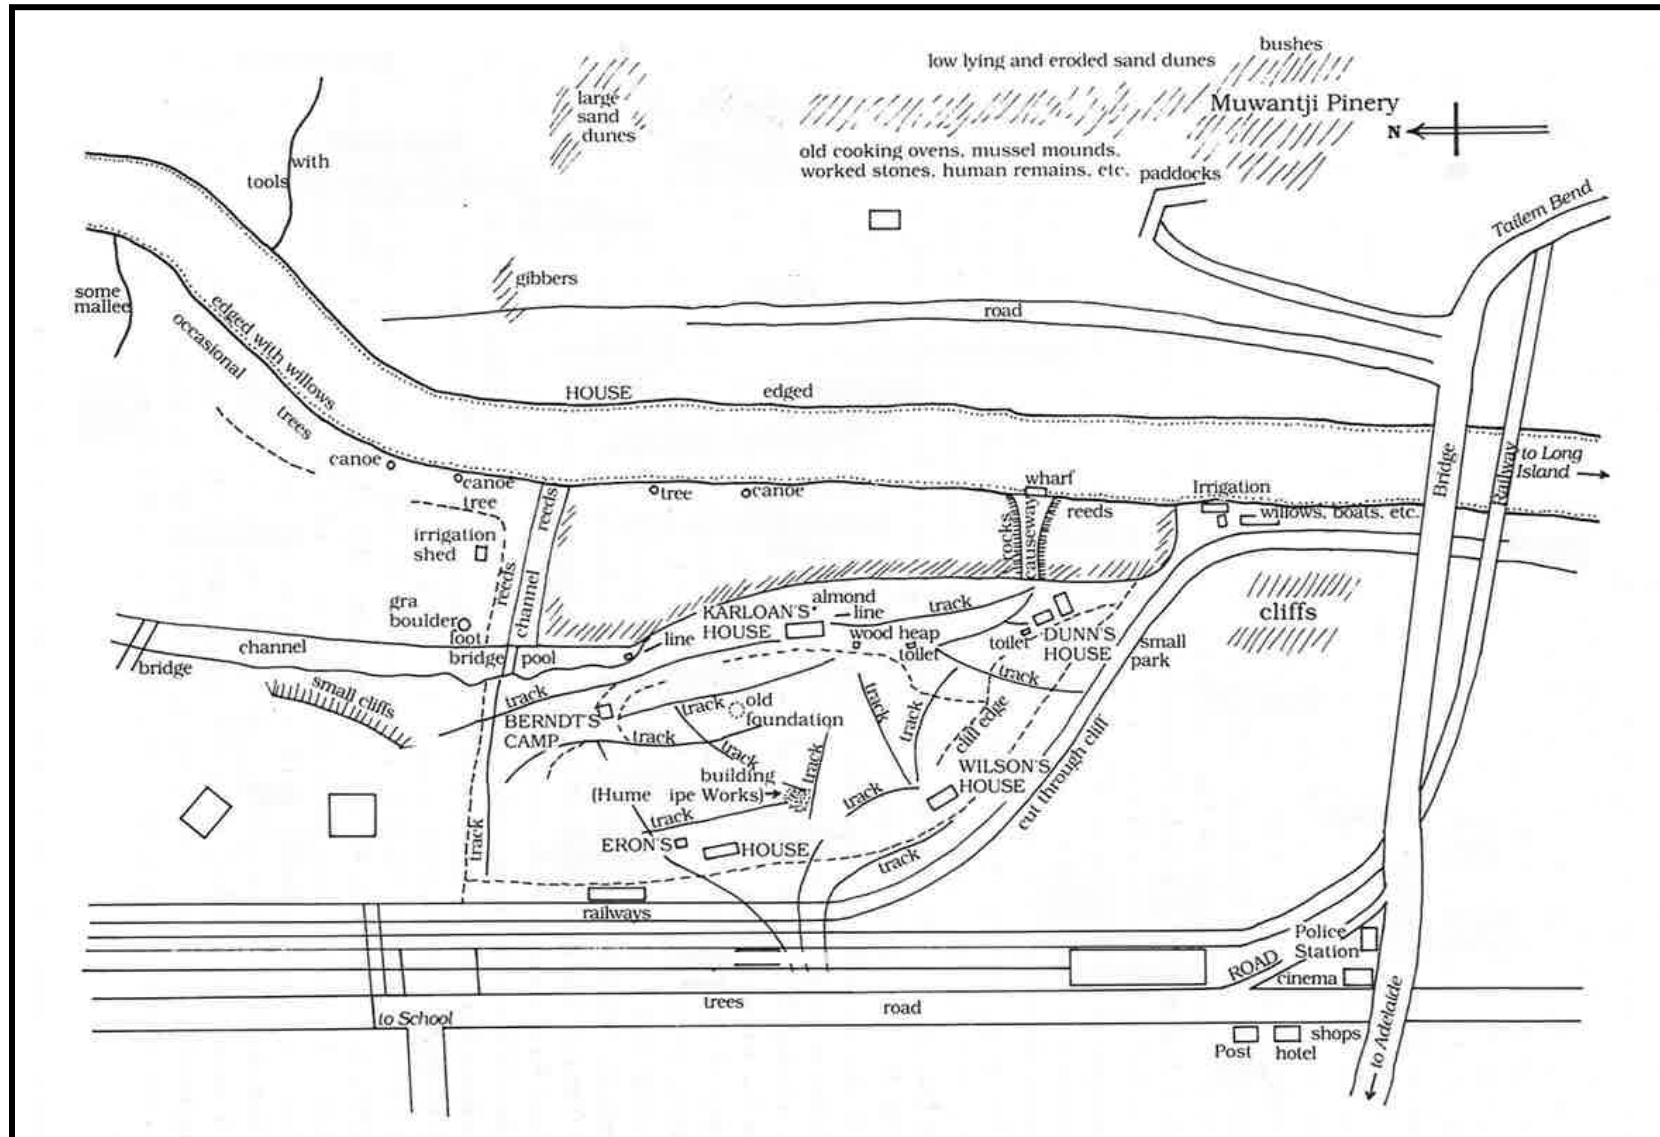 bushes
low lying and eroded sand dunes
large
sand
dunes
Muwantji Pinery
N
with
tools
old cooking ovens, mussel mounds,
worked stones, human remains, etc.
paddocks
Tailem Bend
gibbers
some
mallee
edged with willows
occasional
trees
road
HOUSE
edged
Bridge
Railway
to Long
Island
canoe
canoe
tree
reeds
tree
canoe
wharf
Irrigation
reeds
willows, boats, etc.
rocks
causeway
irrigation
shed
reeds
channel
cliffs
gra
boulder
foot
bridge
pool
channel
bridge
line
KARLOAN'S
HOUSE
almond
line
track
wood heap
toilet
toilet
DUNN'S
HOUSE
small
park
small cliffs
track
track
track
BERNDT'S
CAMP
track
old
foundation
track
track
track
cliff edge
track
building
(Hume ipe Works)
track
track
WILSON'S
HOUSE
cut through cliff
track
ERON'S
HOUSE
track
track
railways
Police
Station
ROAD
cinema
trees
road
to School
Post
hotel
shops
to Adelaide